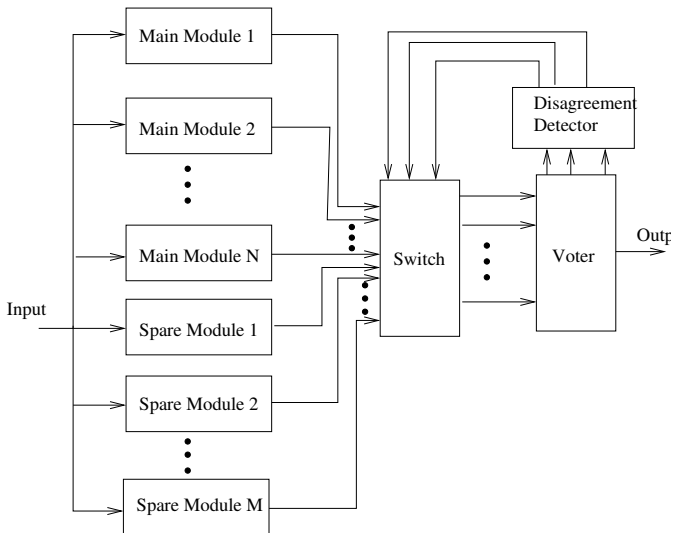 Main Module 1
Main Module 2
Main Module N
Input
Spare Module 1
Spare Module 2
Spare Module M
Switch
Disagreement
Detector
Voter
Outp